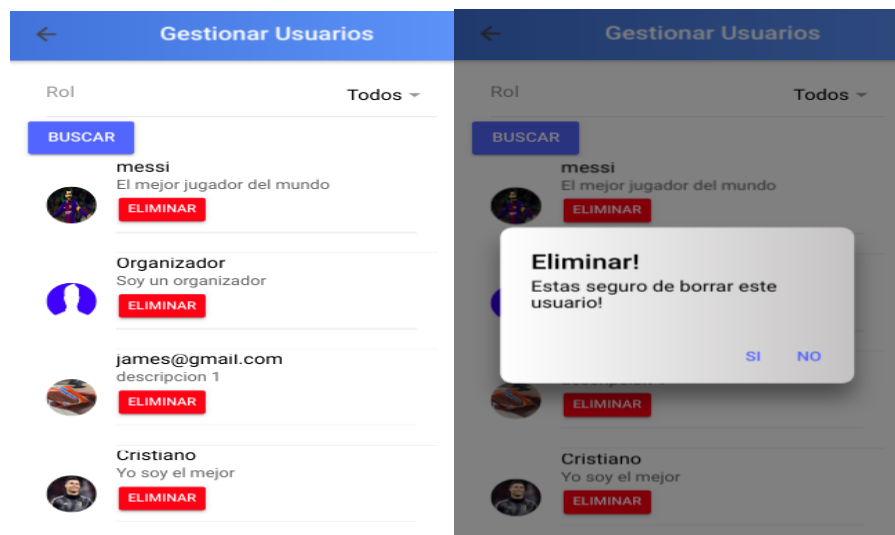 Gestionar Usuarios
Rol
Todos
BUSCAR
messi
El mejor jugador del mundo
ELIMINAR
Organizador
Soy un organizador
ELIMINAR
james@gmail.com
descripcion 1
ELIMINAR
Cristiano
Yo soy el mejor
ELIMINAR
Gestionar Usuarios
Rol
Todos
BUSCAR
messi
El mejor jugador del mundo
ELIMINAR
Eliminar!
Estas seguro de borrar este
usuario!
SI NO
ELIMINAR
Cristiano
Yo soy el mejor
ELIMINAR